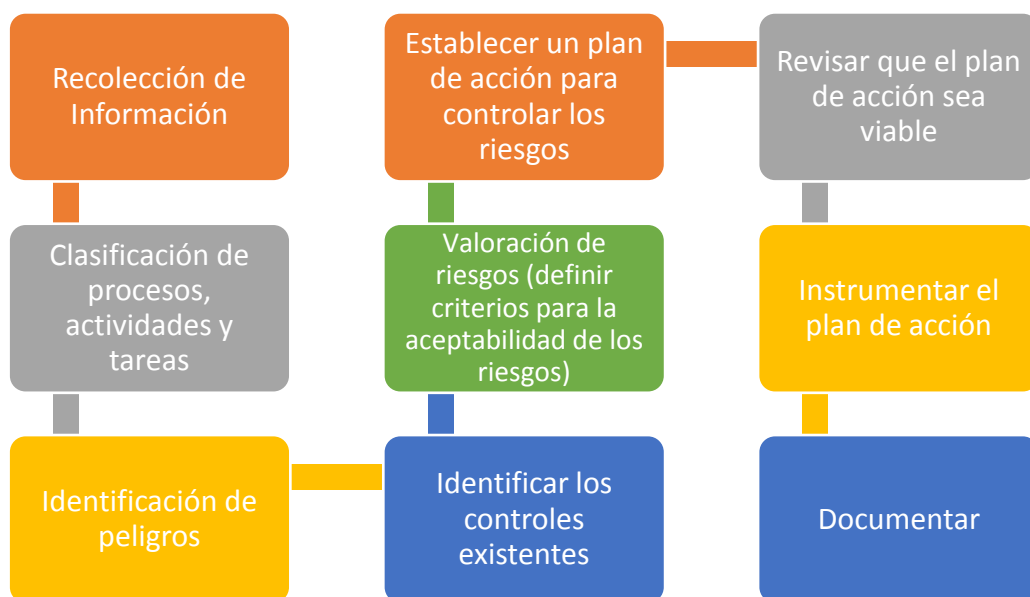 Recolección de
Información
Clasificación de
procesos,
actividades y
tareas
Identificación de
peligros
Identificar los
controles
existentes
Valoración de
riesgos (definir
criterios para la
aceptabilidad de los
riesgos)
Establecer un plan
de acción para
controlar los
riesgos
Revisar que el plan
de acción sea
viable
Instrumentar el
plan de acción
Documentar